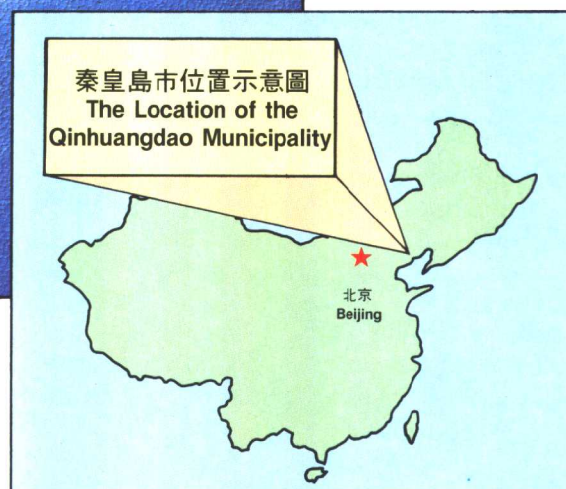 秦皇島市位置示意圖
The Location of the
Qinhuangdao Municipality
北京
Beijing